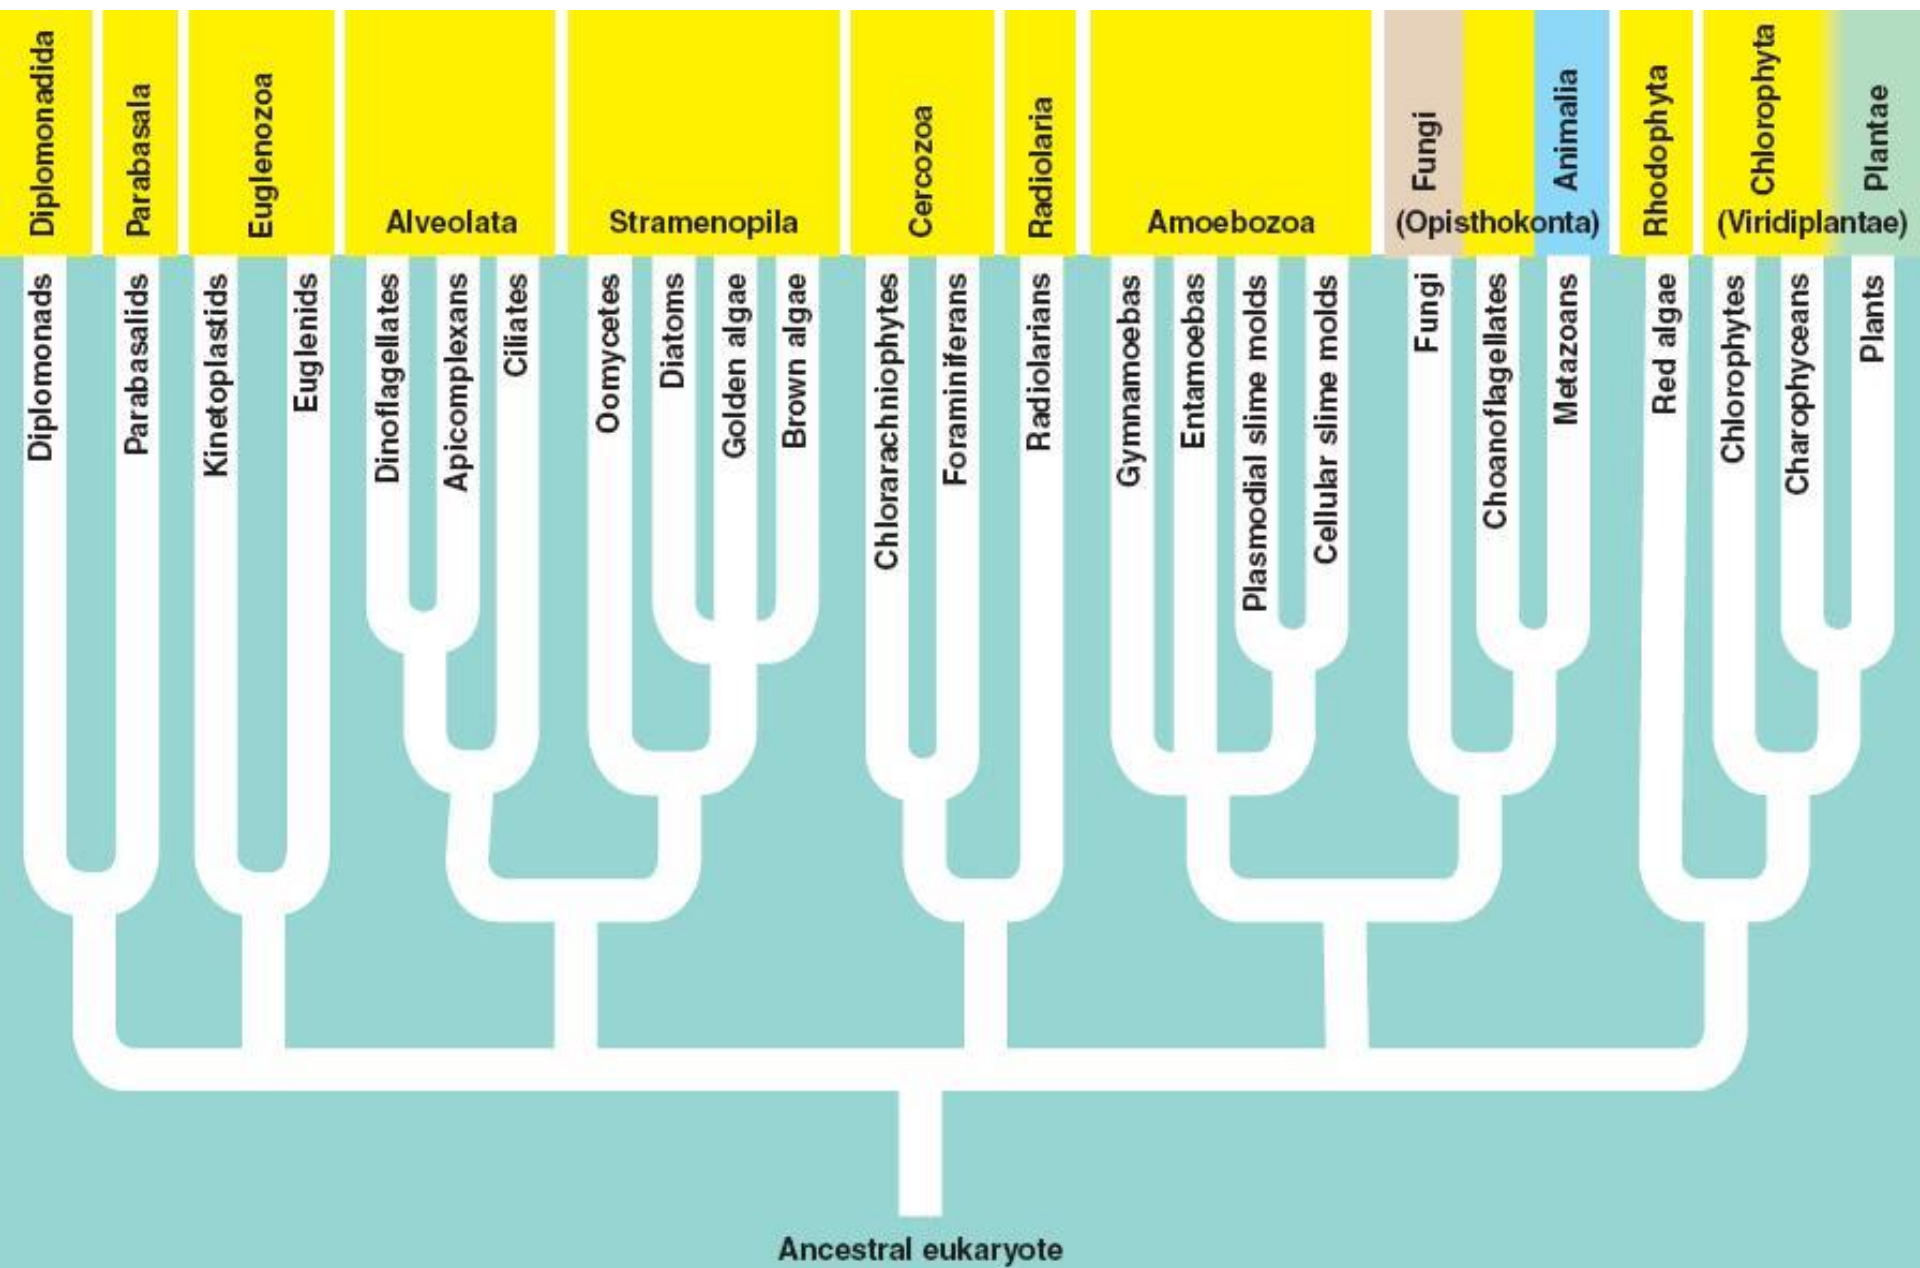 Diplomonadida
Parabasala
Euglenozoa
Alveolata
Stramenopila
Cercozoa
Radiolaria
Amoebozoa
Fungi
Animalia
(Opisthokonta)
Rhodophyta
Chlorophyta
Plantae
(Viridiplantae)
Diplomonads
Parabasalids
Kinetoplastids
Euglenids
Dinoflagellates
Apicomplexans
Ciliates
Oomycetes
Diatoms
Golden algae
Brown algae
Chlorarachniophytes
Foraminiferans
Radiolarians
Gymnamoebas
Entamoebas
Plasmodial slime molds
Cellular slime molds
Fungi
Choanoflagellates
Metazoans
Red algae
Chlorophytes
Charophyceans
Plants
Ancestral eukaryote